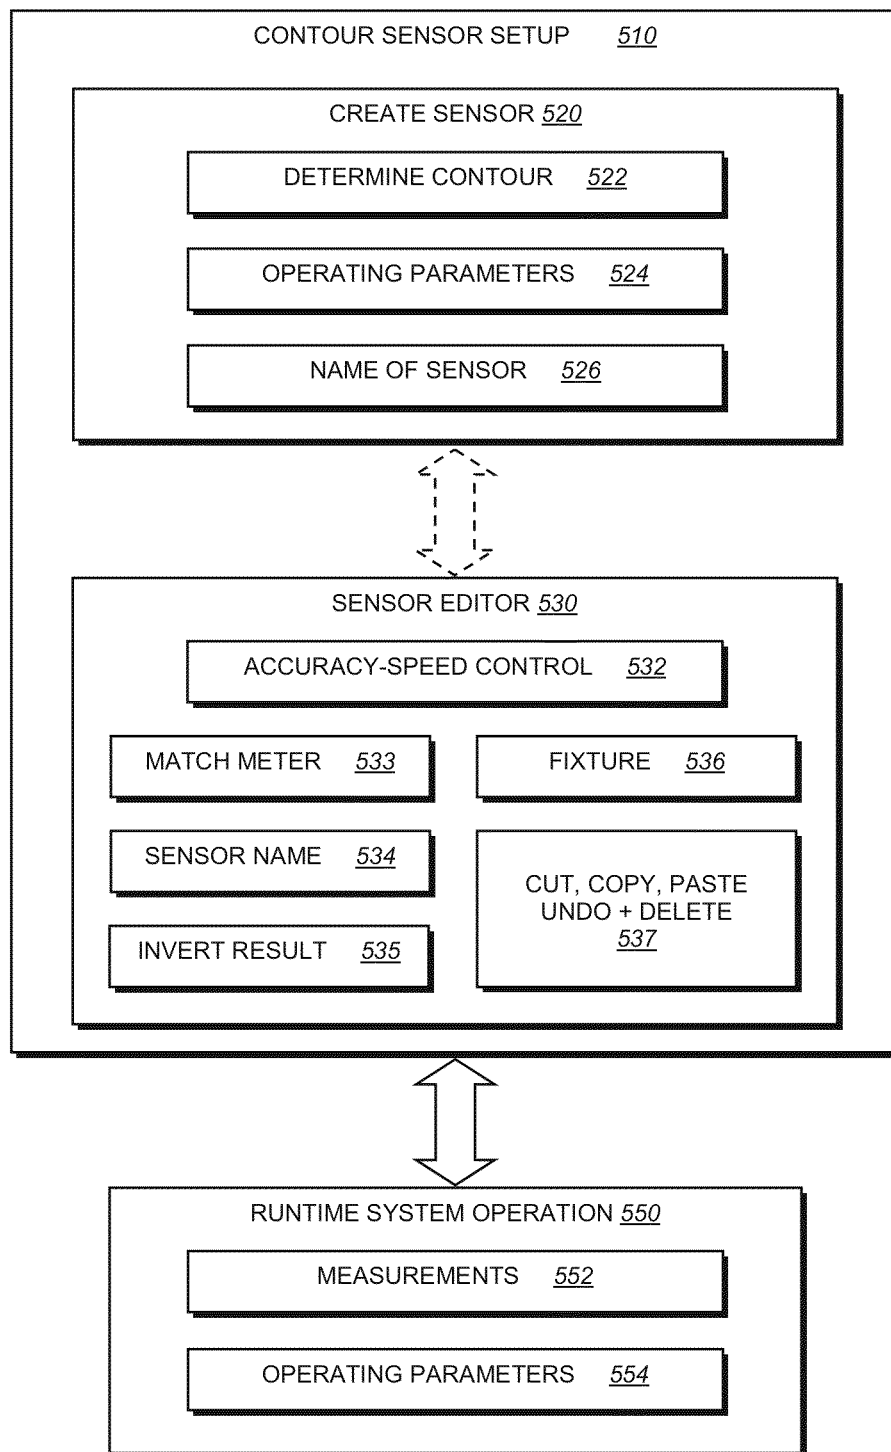 CONTOUR SENSOR SETUP 510
CREATE SENSOR 520
DETERMINE CONTOUR 522
OPERATING PARAMETERS 524
NAME OF SENSOR 526
SENSOR EDITOR 530
ACCURACY-SPEED CONTROL 532
MATCH METER 533
FIXTURE 536
SENSOR NAME 534
CUT, COPY, PASTE
UNDO + DELETE
537
INVERT RESULT 535
RUNTIME SYSTEM OPERATION 550
MEASUREMENTS 552
OPERATING PARAMETERS 554